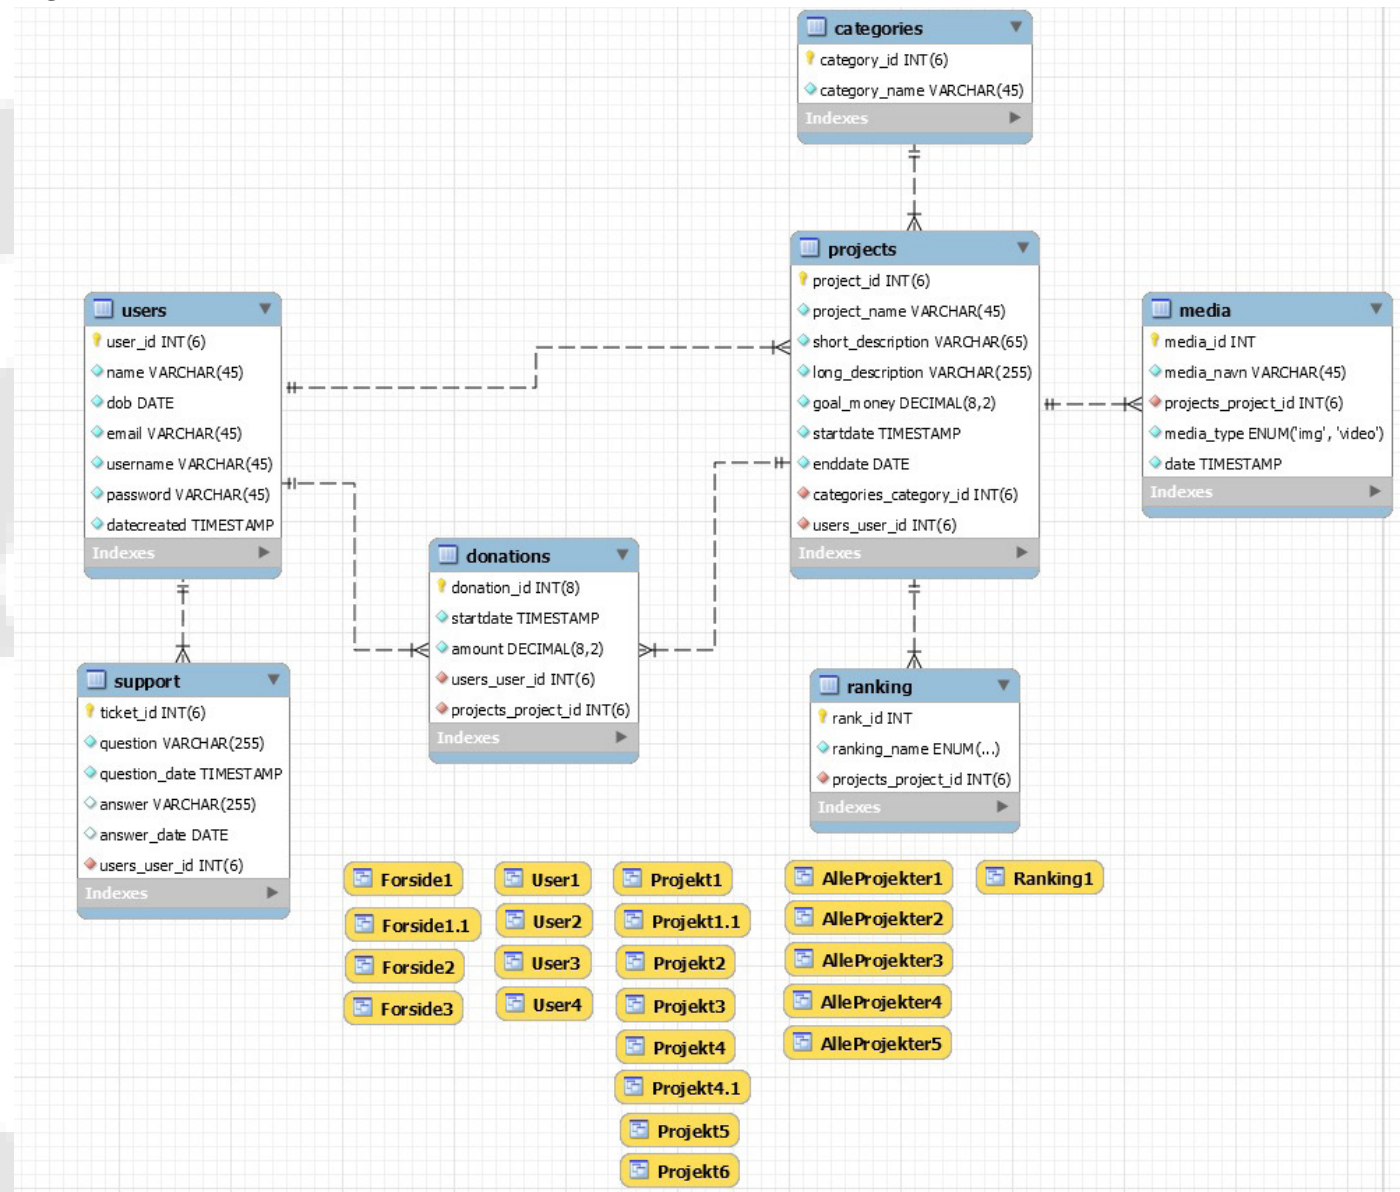 categories
category_id INT(6)
category_name VARCHAR(45)
Indexes
projects
project_id INT(6)
project_name VARCHAR(45)
short_description VARCHAR(65)
long_description VARCHAR(255)
goal_money DECIMAL(8,2)
startdate TIMESTAMP
enddate DATE
categories_category_id INT(6)
users_user_id INT(6)
Indexes
media
media_id INT
media_navn VARCHAR(45)
projects_project_id INT(6)
media_type ENUM('img', 'video')
date TIMESTAMP
Indexes
users
user_id INT(6)
name VARCHAR(45)
dob DATE
email VARCHAR(45)
username VARCHAR(45)
password VARCHAR(45)
datecreated TIMESTAMP
Indexes
donations
donation_id INT(8)
startdate TIMESTAMP
amount DECIMAL(8,2)
users_user_id INT(6)
projects_project_id INT(6)
Indexes
support
ticket_id INT(6)
question VARCHAR(255)
question_date TIMESTAMP
answer VARCHAR(255)
answer_date DATE
users_user_id INT(6)
Indexes
ranking
rank_id INT
ranking_name ENUM(...)
projects_project_id INT(6)
Indexes
Forside1
Forside1.1
Forside2
Forside3
User1
User2
User3
User4
Projekt1
Projekt1.1
Projekt2
Projekt3
Projekt4
Projekt4.1
Projekt5
Projekt6
AlleProjekter1
AlleProjekter2
AlleProjekter3
AlleProjekter4
AlleProjekter5
Ranking1